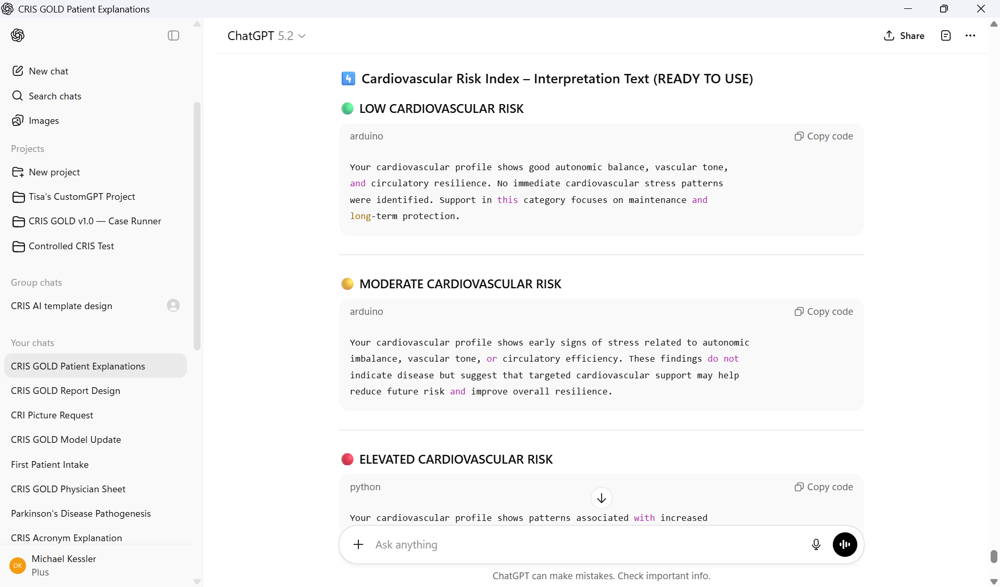 CRIS GOLD Patient Explanations
ChatGPT 5.2
Share
New chat
Search chats
Images
Projects
New project
Tisa's CustomGPT Project
CRIS GOLD v1.0 — Case Runner
Controlled CRIS Test
Group chats
CRIS AI template design
Your chats
CRIS GOLD Patient Explanations
CRIS GOLD Report Design
CRI Picture Request
CRIS GOLD Model Update
First Patient Intake
CRIS GOLD Physician Sheet
Parkinson's Disease Pathogenesis
CRIS Acronym Explanation
DK
Michael Kessler
Plus
4 Cardiovascular Risk Index – Interpretation Text (READY TO USE)
LOW CARDIOVASCULAR RISK
arduino
Copy code
Your cardiovascular profile shows good autonomic balance, vascular tone,
and circulatory resilience. No immediate cardiovascular stress patterns
were identified. Support in this category focuses on maintenance and
long-term protection.
MODERATE CARDIOVASCULAR RISK
arduino
Copy code
Your cardiovascular profile shows early signs of stress related to autonomic
imbalance, vascular tone, or circulatory efficiency. These findings do not
indicate disease but suggest that targeted cardiovascular support may help
reduce future risk and improve overall resilience.
ELEVATED CARDIOVASCULAR RISK
python
Copy code
Your cardiovascular profile shows patterns associated with increased
Ask anything
ChatGPT can make mistakes. Check important info.